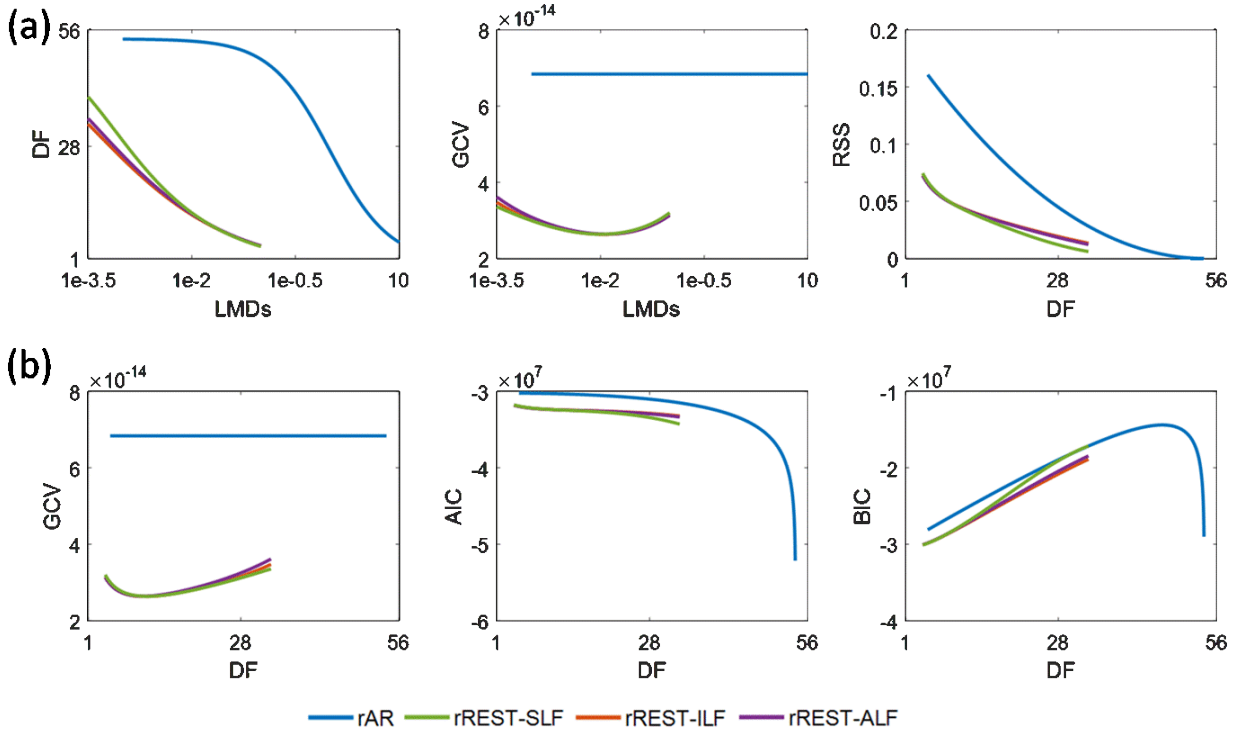 (a)
56
28
1
DF
1e-3.5
1e-2
1e-0.5
10
LMDs
×10⁻¹⁴
8
6
4
2
GCV
1e-3.5
1e-2
1e-0.5
10
LMDs
0.2
0.15
0.1
0.05
0
RSS
1
28
56
DF
(b)
×10⁻¹⁴
8
6
4
2
GCV
1
28
56
DF
×10⁷
-3
-4
-5
-6
AIC
1
28
56
DF
×10⁷
-1
-2
-3
-4
BIC
1
28
56
DF
rAR
rREST-SLF
rREST-ILF
rREST-ALF